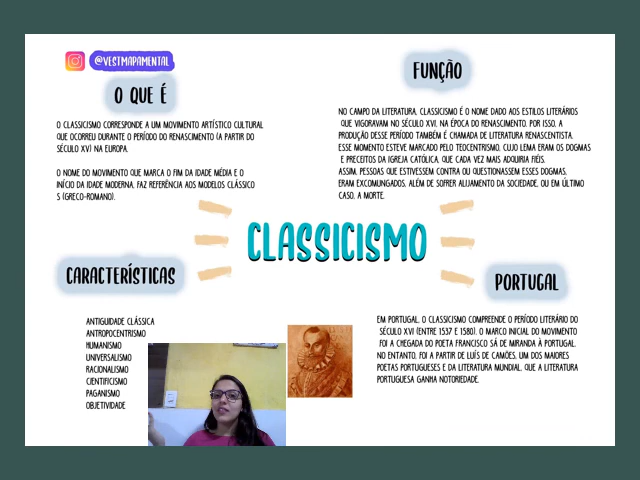 @VESTMAPAMENTAL
O QUE É
O CLASSICISMO CORRESPONDE A UM MOVIMENTO ARTÍSTICO CULTURAL
QUE OCORREU DURANTE O PERÍODO DO RENASCIMENTO (A PARTIR DO
SÉCULO XV) NA EUROPA.
O NOME DO MOVIMENTO QUE MARCA O FIM DA IDADE MÉDIA E O
INÍCIO DA IDADE MODERNA, FAZ REFERÊNCIA AOS MODELOS CLÁSSICO
S (GRECO-ROMANO).
FUNÇÃO
NO CAMPO DA LITERATURA, CLASSICISMO É O NOME DADO AOS ESTILOS LITERÁRIOS
QUE VIGORAVAM NO SÉCULO XVI, NA ÉPOCA DO RENASCIMENTO. POR ISSO, A
PRODUÇÃO DESSE PERÍODO TAMBÉM É CHAMADA DE LITERATURA RENASCENTISTA.
ESSE MOMENTO ESTEVE MARCADO PELO TEOCENTRISMO, CUJO LEMA ERAM OS DOGMAS
E PRECEITOS DA IGREJA CATÓLICA, QUE CADA VEZ MAIS ADQUIRIA FIÉIS.
ASSIM, PESSOAS QUE ESTIVESSEM CONTRA OU QUESTIONASSEM ESSES DOGMAS,
ERAM EXCOMUNGADOS, ALÉM DE SOFRER ALIJAMENTO DA SOCIEDADE, OU EM ÚLTIMO
CASO, A MORTE.
CLASSICISMO
CARACTERÍSTICAS
ANTIGUIDADE CLÁSSICA
ANTROPOCENTRISMO
HUMANISMO
UNIVERSALISMO
RACIONALISMO
CIENTIFICISMO
PAGANISMO
OBJETIVIDADE
PORTUGAL
EM PORTUGAL, O CLASSICISMO COMPREENDE O PERÍODO LITERÁRIO DO
SÉCULO XVI (ENTRE 1537 E 1580). O MARCO INICIAL DO MOVIMENTO
FOI A CHEGADA DO POETA FRANCISCO SÁ DE MIRANDA À PORTUGAL.
NO ENTANTO, FOI A PARTIR DE LUÍS DE CAMÕES, UM DOS MAIORES
POETAS PORTUGUESES E DA LITERATURA MUNDIAL, QUE A LITERATURA
PORTUGUESA GANHA NOTORIEDADE.